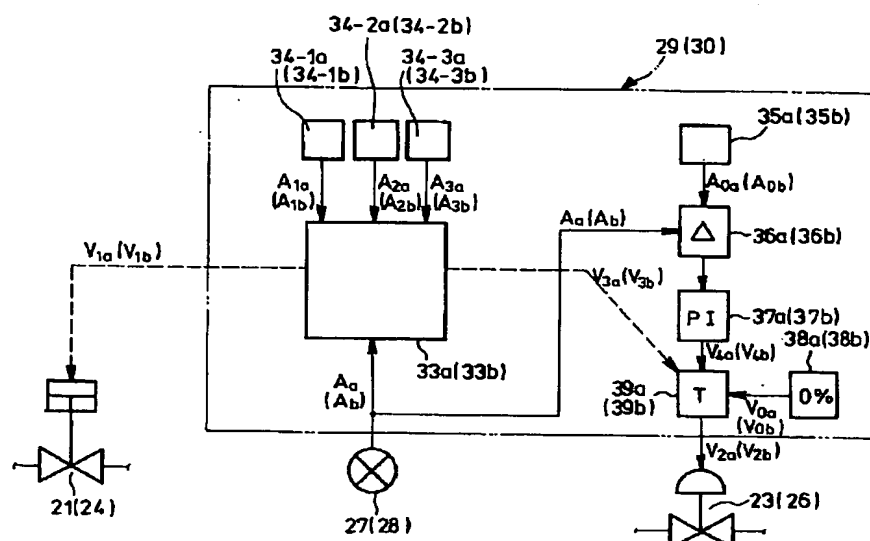 34-2a(34-2b)
34-1a
(34-1b)
34-3a
(34-3b)
29(30)
35a(35b)
A1a
(A1b)
A2a
(A2b)
A3a
(A3b)
A0a(A0b)
Aa(Ab)
Δ
36a(36b)
V1a(V1b)
V3a(V3b)
PI
37a(37b)
38a(38b)
V4a(V4b)
33a(33b)
Aa
(Ab)
39a
(39b)
T
0%
V0a
(V0b)
V2a(V2b)
21(24)
27(28)
23(26)